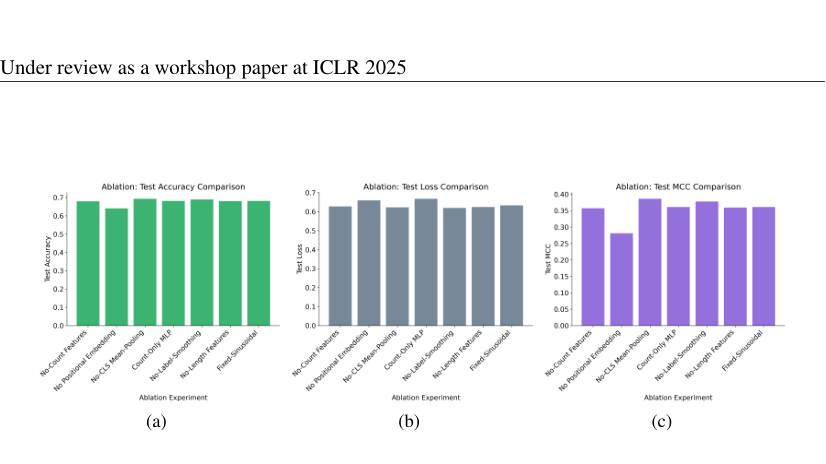 Under review as a workshop paper at ICLR 2025
Ablation: Test Accuracy Comparison
Test Accuracy
0.7
0.6
0.5
0.4
0.3
0.2
0.1
0.0
No-Count Features
No Positional Embedding
No-CLS Mean-Pooling
Count-Only MLP
No-Label-Smoothing
No-Length Features
Fixed-Sinusoidal
Ablation Experiment
(a)
Ablation: Test Loss Comparison
Test Loss
0.7
0.6
0.5
0.4
0.3
0.2
0.1
0.0
No-Count Features
No Positional Embedding
No-CLS Mean-Pooling
Count-Only MLP
No-Label-Smoothing
No-Length Features
Fixed-Sinusoidal
Ablation Experiment
(b)
Ablation: Test MCC Comparison
Test MCC
0.40
0.35
0.30
0.25
0.20
0.15
0.10
0.05
0.00
No-Count Features
No Positional Embedding
No-CLS Mean-Pooling
Count-Only MLP
No-Label-Smoothing
No-Length Features
Fixed-Sinusoidal
Ablation Experiment
(c)